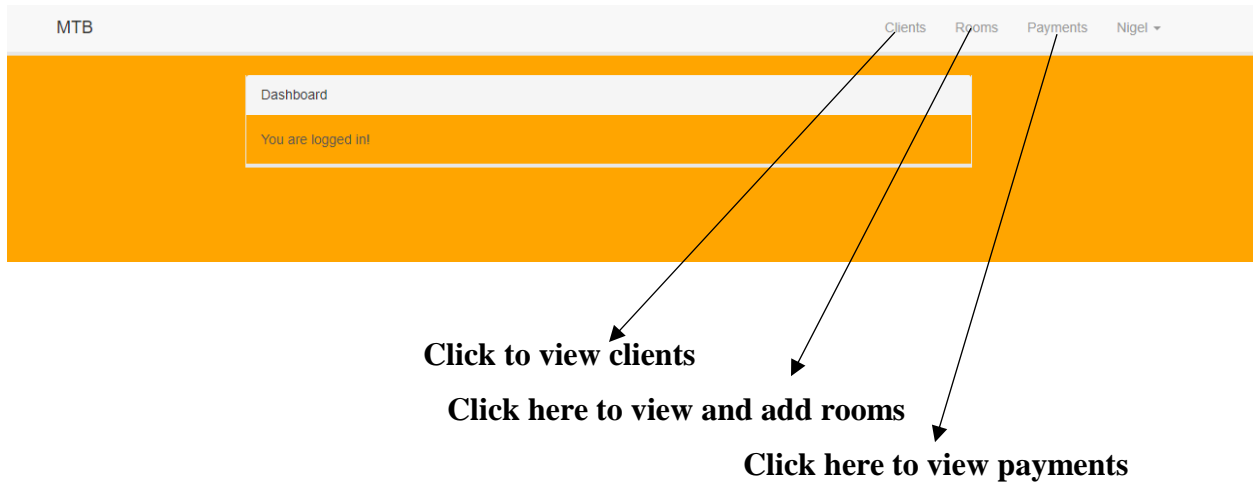 MTB Clients Rooms Payments Nigel
Dashboard
You are logged in!
Click to view clients
Click here to view and add rooms
Click here to view payments